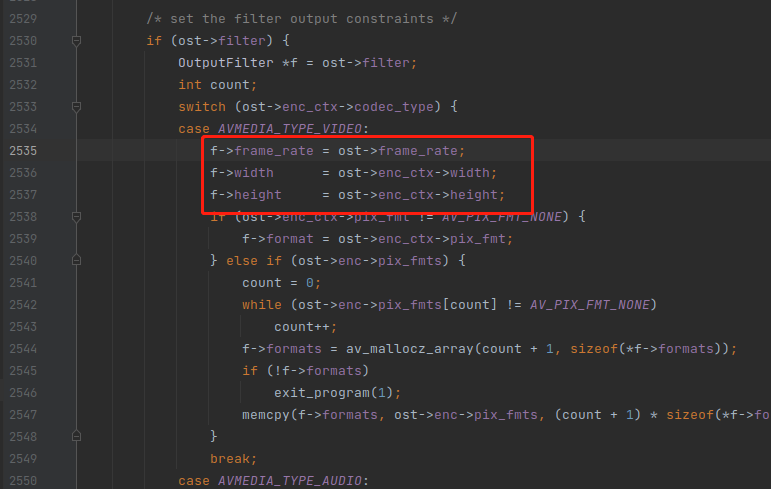 2529 /* set the filter output constraints */
2530 if (ost->filter) {
2531 OutputFilter *f = ost->filter;
2532 int count;
2533 switch (ost->enc_ctx->codec_type) {
2534 case AVMEDIA_TYPE_VIDEO:
2535 f->frame_rate = ost->frame_rate;
2536 f->width = ost->enc_ctx->width;
2537 f->height = ost->enc_ctx->height;
2538 if (ost->enc_ctx->pix_fmt != AV_PIX_FMT_NONE) {
2539 f->format = ost->enc_ctx->pix_fmt;
2540 } else if (ost->enc->pix_fmts) {
2541 count = 0;
2542 while (ost->enc->pix_fmts[count] != AV_PIX_FMT_NONE)
2543 count++;
2544 f->formats = av_mallocz_array(count + 1, sizeof(*f->formats));
2545 if (!f->formats)
2546 exit_program(1);
2547 memcpy(f->formats, ost->enc->pix_fmts, (count + 1) * sizeof(*f->fo
2548 }
2549 break;
2550 case AVMEDIA_TYPE_AUDIO: